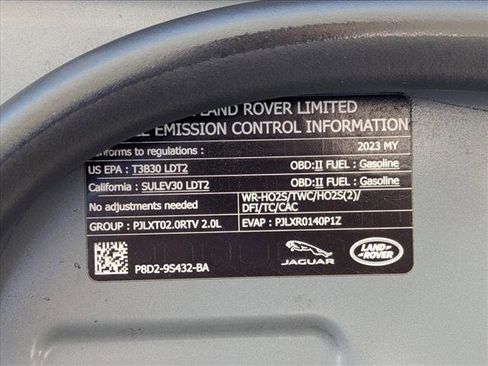 LAND ROVER LIMITED
EMISSION CONTROL INFORMATION
to regulations: 2023 MY
US EPA : T3B30 LDT2 OBD:II FUEL : Gasoline
California : SULEV30 LDT2 OBD:II FUEL : Gasoline
No adjustments needed WR-HO2S/TWC/HO2S(2)/
DFI/TC/CAC
GROUP : PJLXT02.0RTV 2.0L EVAP : PJLXR0140P1Z
P8D2-9S432-BA
JAGUAR
LAND
ROVER